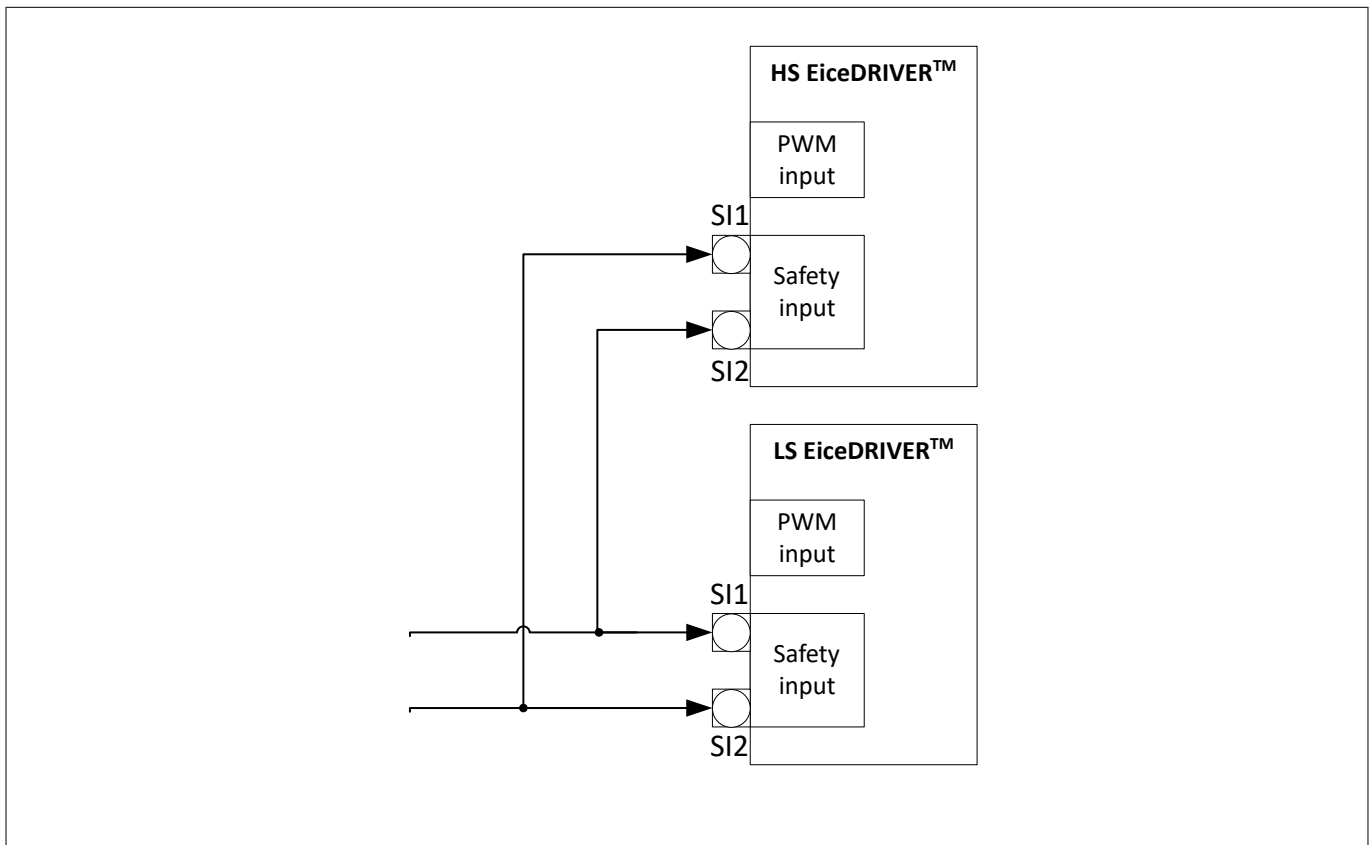 HS EiceDRIVER™
PWM
input
SI1
Safety
input
SI2
LS EiceDRIVER™
PWM
input
SI1
Safety
input
SI2